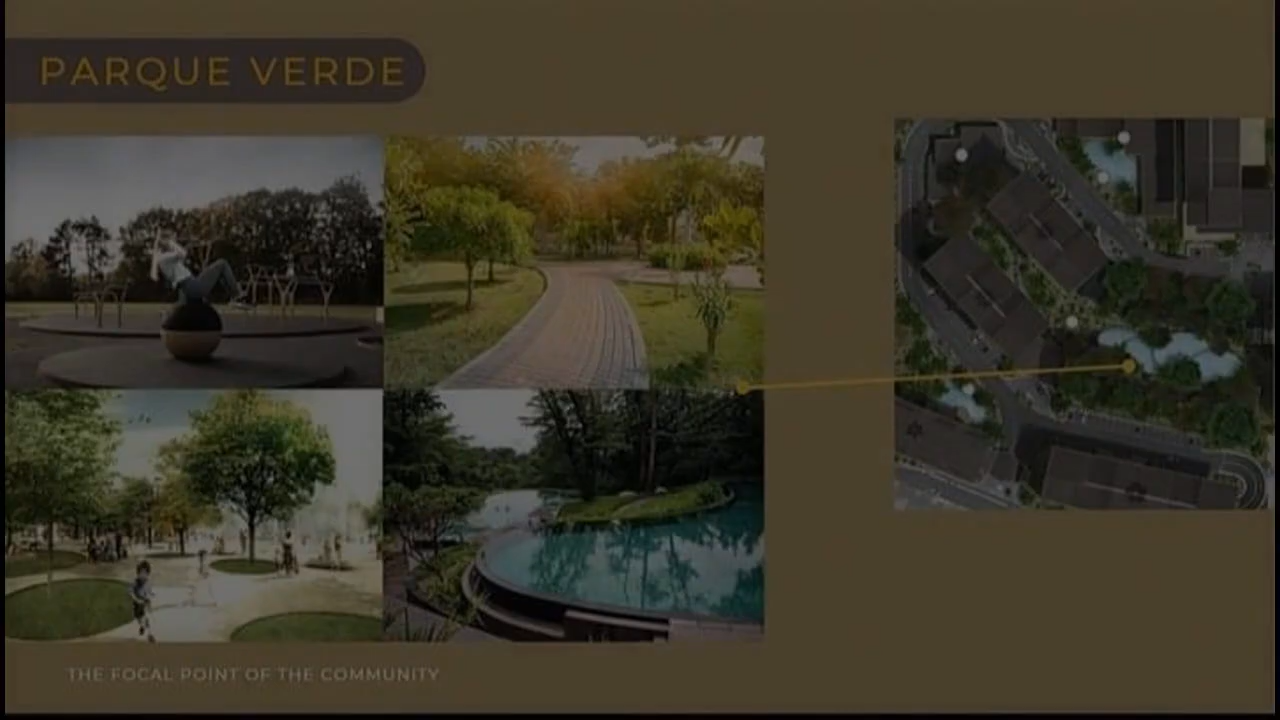 PARQUE VERDE
THE FOCAL POINT OF THE COMMUNITY